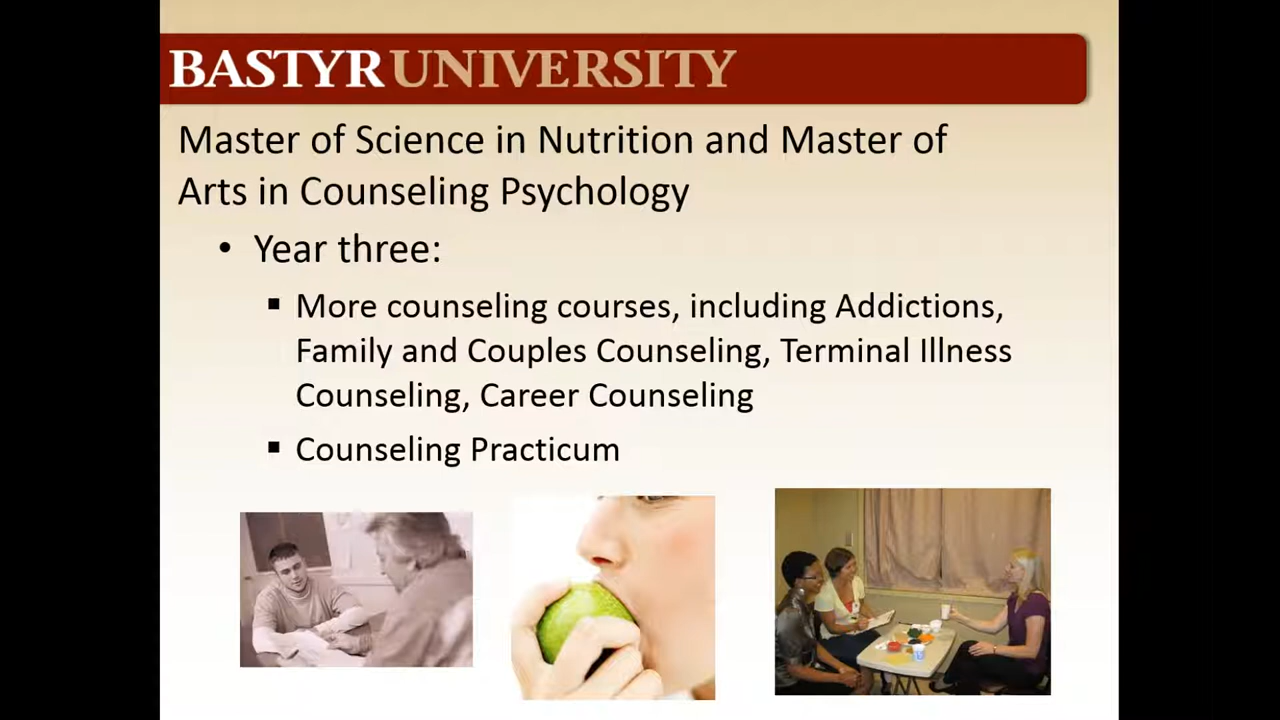 BASTYR UNIVERSITY
Master of Science in Nutrition and Master of
Arts in Counseling Psychology
• Year three:
▪ More counseling courses, including Addictions,
Family and Couples Counseling, Terminal Illness
Counseling, Career Counseling
▪ Counseling Practicum